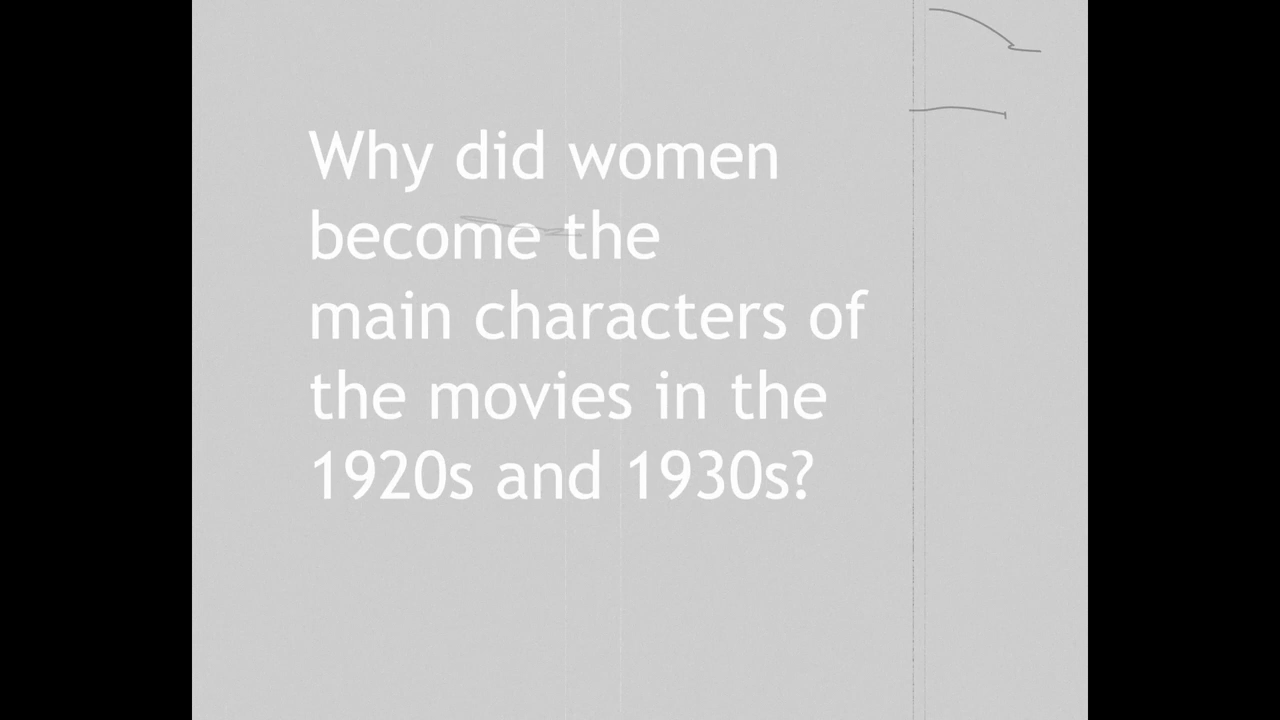 Why did women
become the
main characters of
the movies in the
1920s and 1930s?